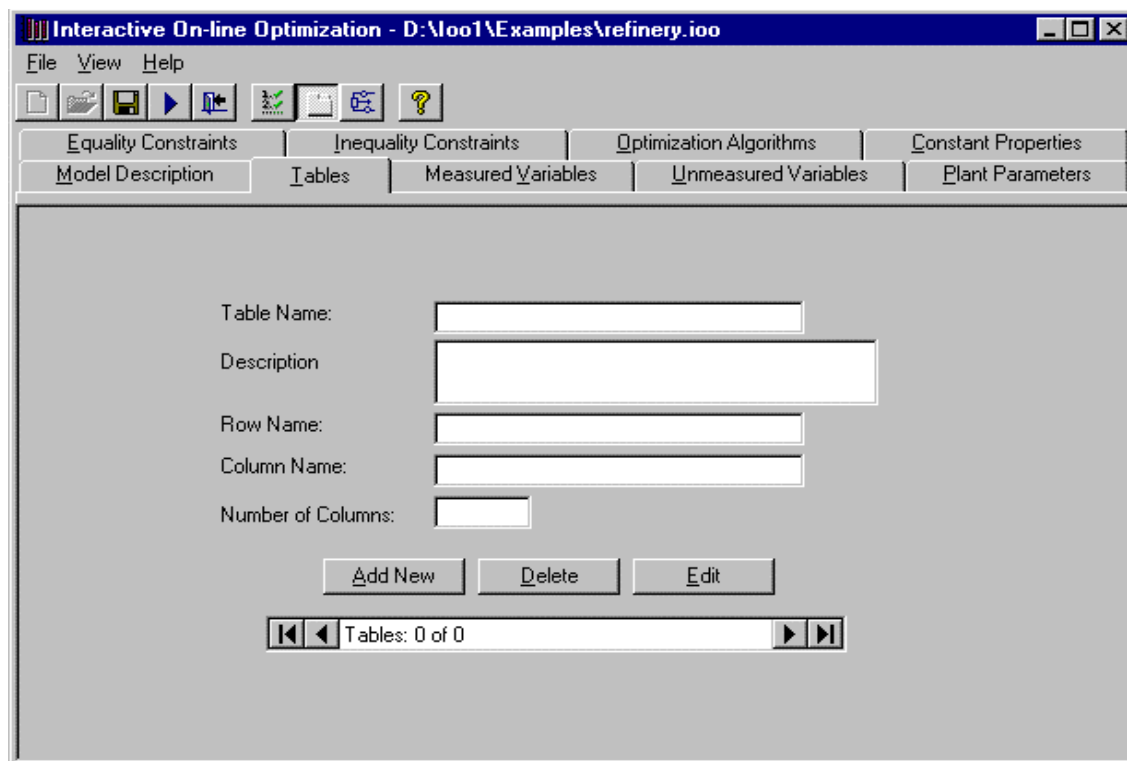 Interactive On-line Optimization - D:\Ioo1\Examples\refinery.ioo
File View Help
Equality Constraints Inequality Constraints Optimization Algorithms Constant Properties
Model Description Tables Measured Variables Unmeasured Variables Plant Parameters
Table Name:
Description
Row Name:
Column Name:
Number of Columns:
Add New Delete Edit
Tables: 0 of 0